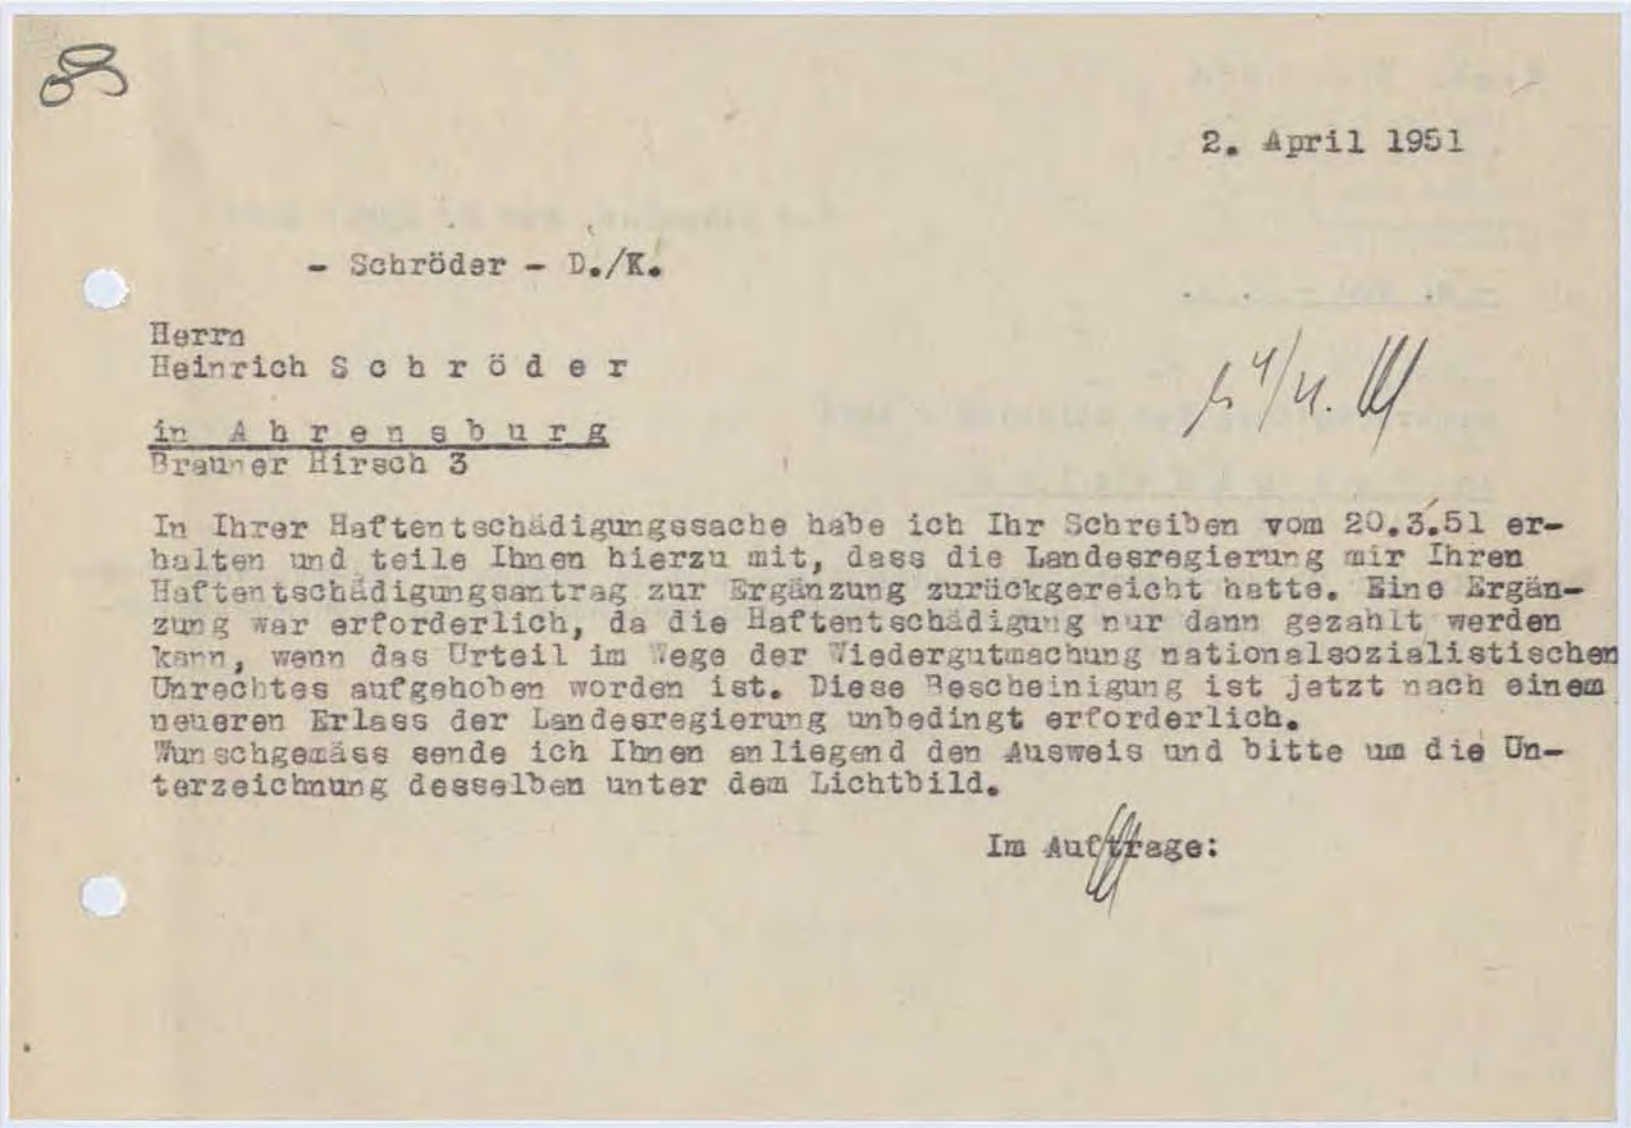 2. April 1951
- Schröder - D./K.
Herrn
Heinrich S c h r ö d e r
in A h r e n s b u r g
Brauner Hirsch 3
In Ihrer Haftentschädigungssache habe ich Ihr Schreiben vom 20.3.51 er-
halten und teile Ihnen hierzu mit, dass die Landesregierung mir Ihren
Haftentschädigungsantrag zur Ergänzung zurückgereicht hatte. Eine Ergän-
zung war erforderlich, da die Haftentschädigung nur dann gezahlt werden
kann, wenn das Urteil im Wege der Wiedergutmachung nationalsozialistischen
Unrechtes aufgehoben worden ist. Diese Bescheinigung ist jetzt nach einem
neueren Erlass der Landesregierung unbedingt erforderlich.
Wunschgemäss sende ich Ihnen anliegend den Ausweis und bitte um die Un-
terzeichnung desselben unter dem Lichtbild.
Im Auftrage: